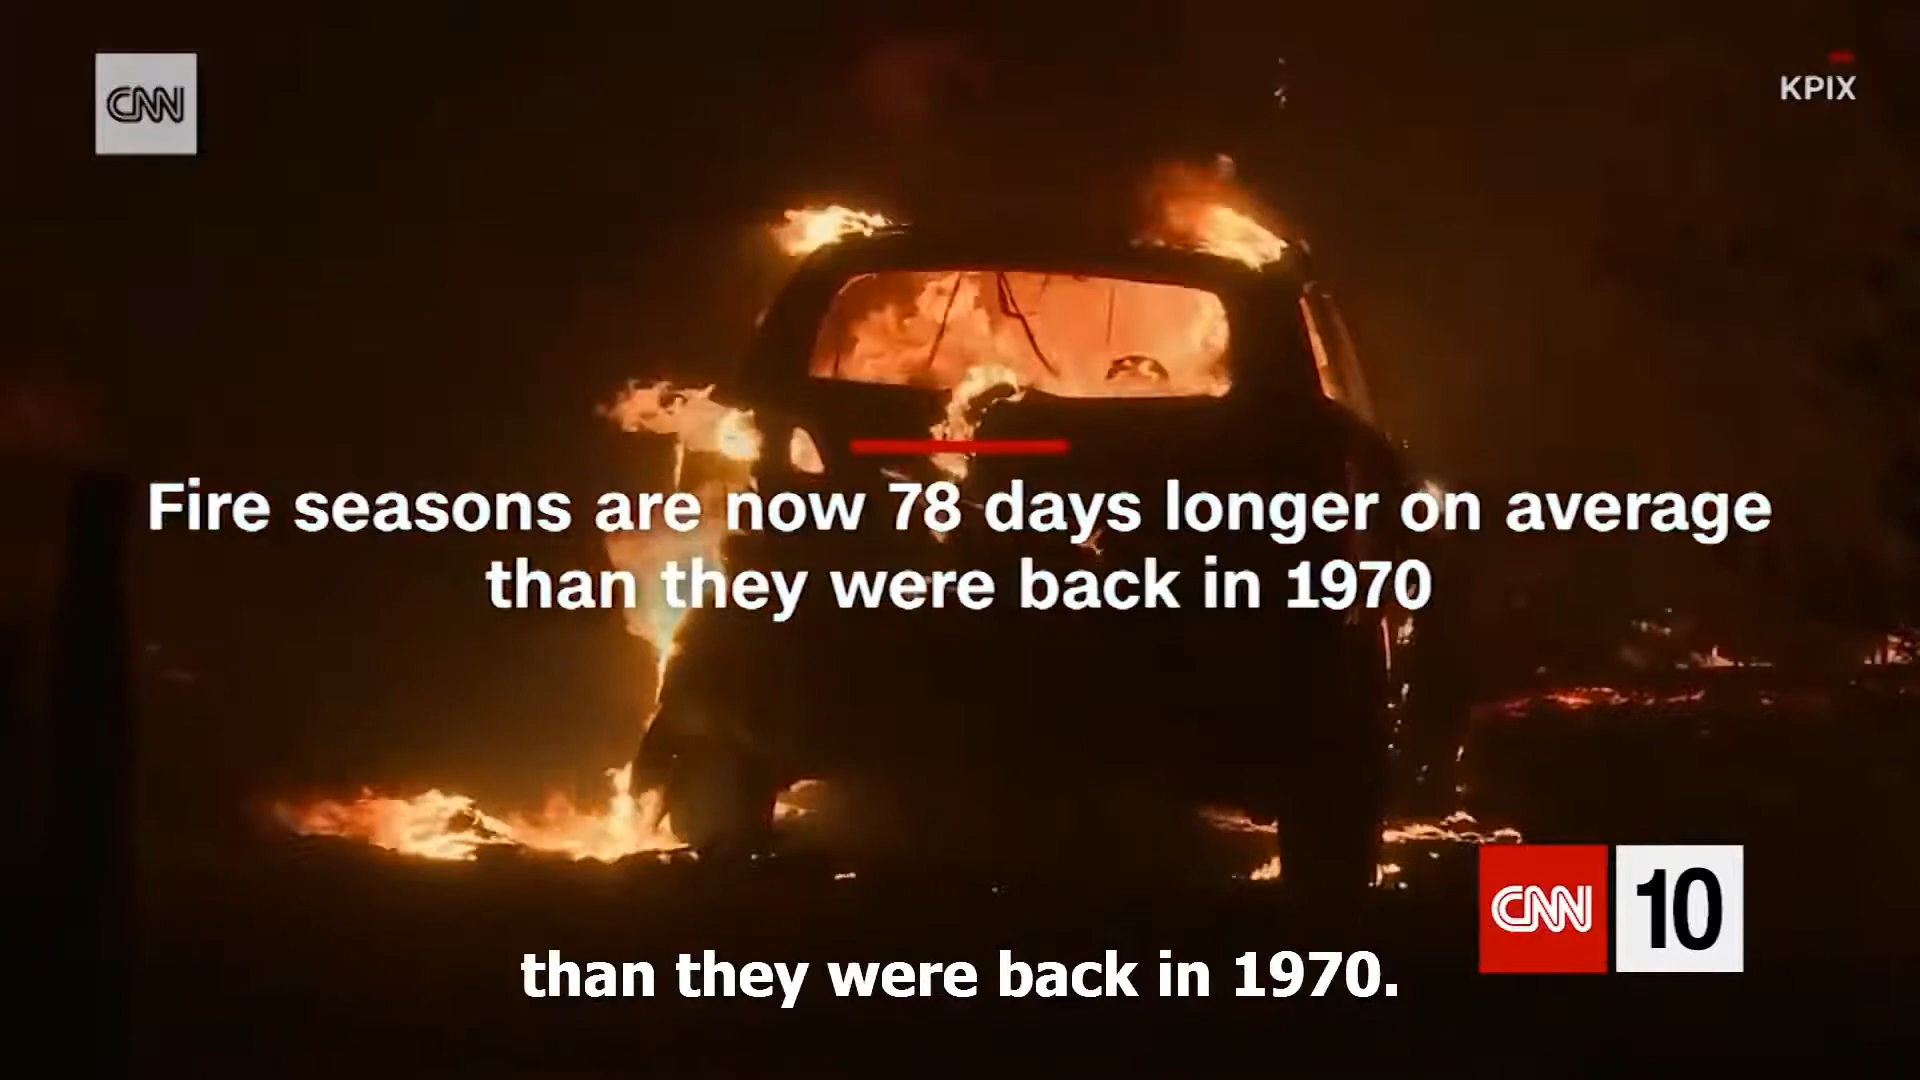 CNN
KPIX
Fire seasons are now 78 days longer on average
than they were back in 1970
CNN 10
than they were back in 1970.